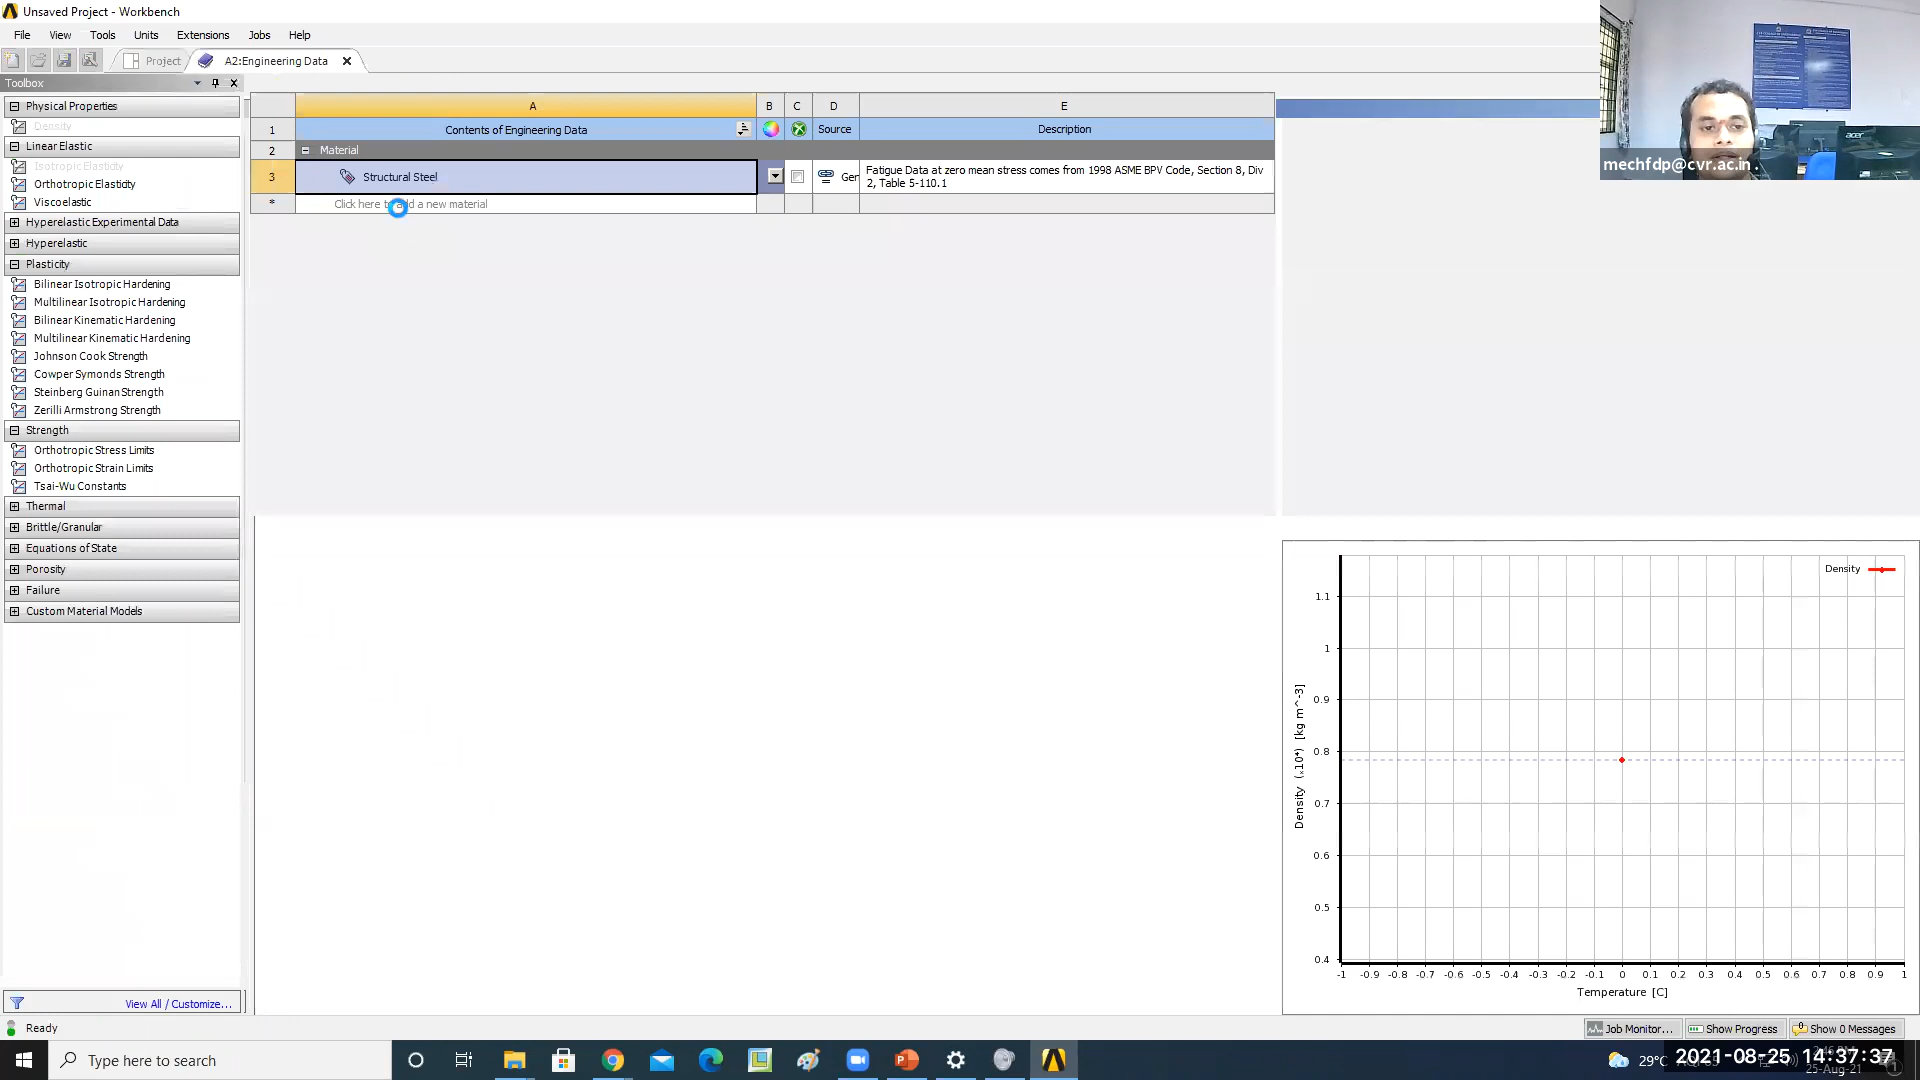 Unsaved Project - Workbench
File View Tools Units Extensions Jobs Help
Project
A2:Engineering Data
Toolbox
Physical Properties
Density
Linear Elastic
Isotropic Elasticity
Orthotropic Elasticity
Viscoelastic
Hyperelastic Experimental Data
Hyperelastic
Plasticity
Bilinear Isotropic Hardening
Multilinear Isotropic Hardening
Bilinear Kinematic Hardening
Multilinear Kinematic Hardening
Johnson Cook Strength
Cowper Symonds Strength
Steinberg Guinan Strength
Zerilli Armstrong Strength
Strength
Orthotropic Stress Limits
Orthotropic Strain Limits
Tsai-Wu Constants
Thermal
Brittle/Granular
Equations of State
Porosity
Failure
Custom Material Models
View All / Customize...
A B C D E
1 Contents of Engineering Data Source Description
2 Material
3 Structural Steel Ger Fatigue Data at zero mean stress comes from 1998 ASME BPV Code, Section 8, Div
2, Table 5-110.1
* Click here to add a new material
mechfdp@cvr.ac.in .
acer
Density
1.1
1
0.9
0.8
0.7
0.6
0.5
0.4
Density (×10⁴) [kg m^-3]
-1 -0.9 -0.8 -0.7 -0.6 -0.5 -0.4 -0.3 -0.2 -0.1 0 0.1 0.2 0.3 0.4 0.5 0.6 0.7 0.8 0.9 1
Temperature [C]
Ready
Job Monitor... Show Progress Show 0 Messages
Type here to search
29°C
2021-08-25 14:37:37
25-Aug-21